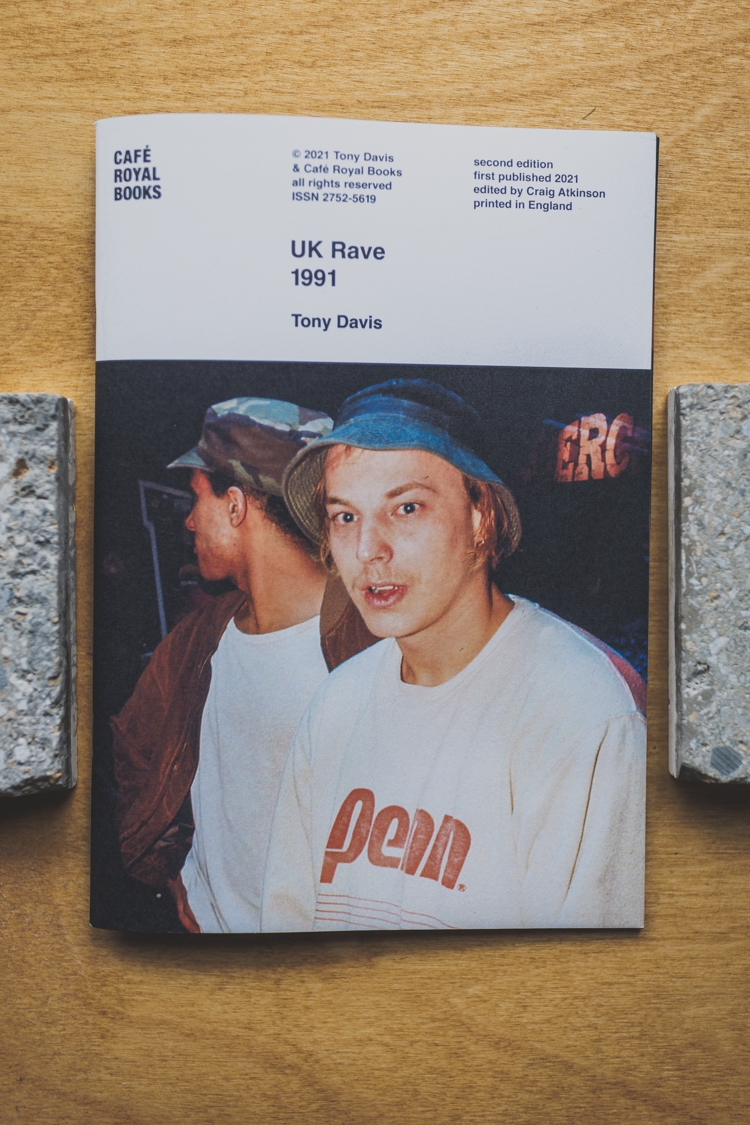 CAFÉ
ROYAL
BOOKS
© 2021 Tony Davis
& Café Royal Books
all rights reserved
ISSN 2752-5619
second edition
first published 2021
edited by Craig Atkinson
printed in England
UK Rave
1991
Tony Davis
ERC
Penn®